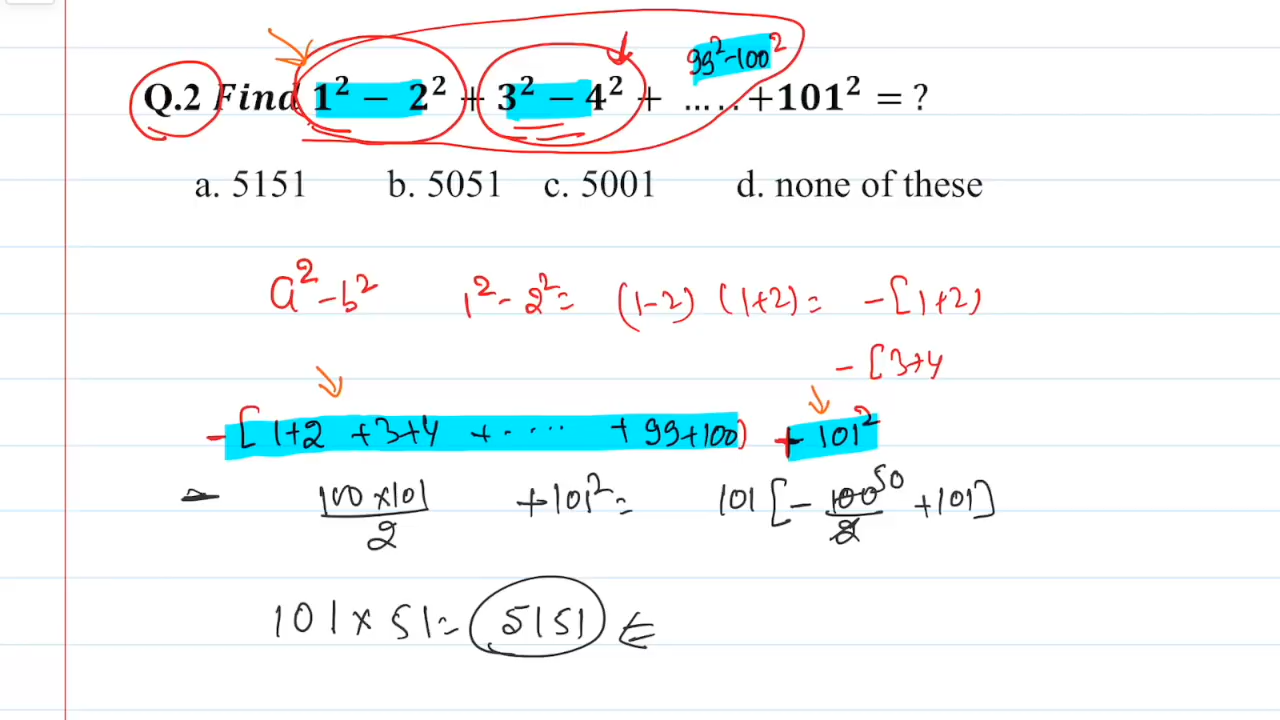 99²-100²
Q.2 Find 1² − 2² + 3² − 4² + ..... +101² = ?
a. 5151 b. 5051 c. 5001 d. none of these
a² - b² 1² - 2² = (1-2) (1+2) = - [1+2)
- [3+4
- [1+2 +3+4 + .... + 99+100) + 101²
- 100×101/2 +101² = 101 [- 100/2 50 +101]
101 × 51 = 5151 ∈